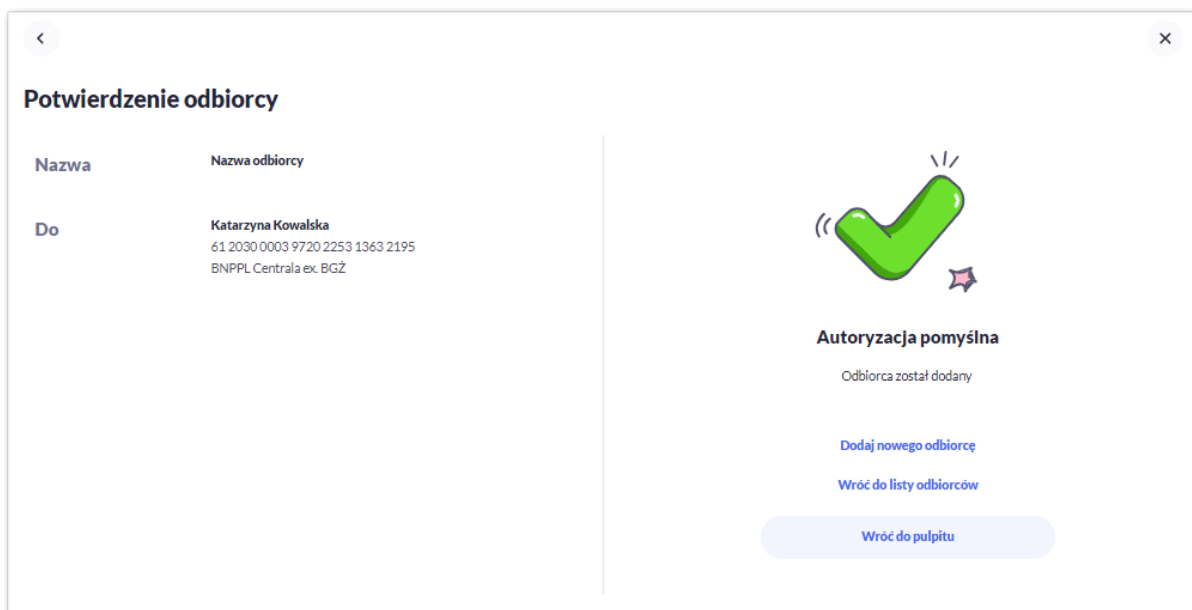 Potwierdzenie odbiorcy
Nazwa
Nazwa odbiorcy
Do
Katarzyna Kowalska
61 2030 0003 9720 2253 1363 2195
BNPPL Centrala ex. BGŻ
Autoryzacja pomyślna
Odbiorca został dodany
Dodaj nowego odbiorcę
Wróć do listy odbiorców
Wróć do pulpitu